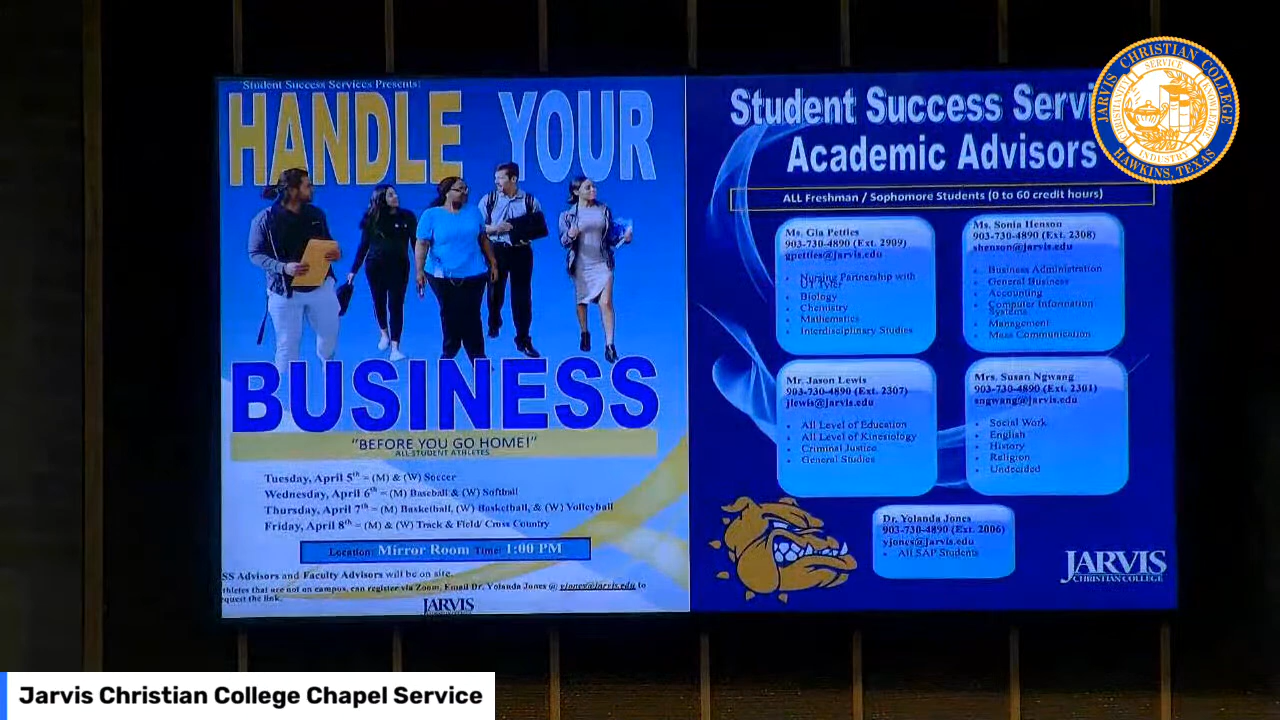 "Student Success Services Presents"
HANDLE YOUR
BUSINESS
"BEFORE YOU GO HOME!"
ALL STUDENT ATHLETES
Tuesday, April 5th = (M) & (W) Soccer
Wednesday, April 6th = (M) Baseball & (W) Softball
Thursday, April 7th = (M) Basketball, (W) Basketball, & (W) Volleyball
Friday, April 8th = (M) & (W) Track & Field/ Cross Country
Location: Mirror Room Time: 1:00 PM
SS Advisors and Faculty Advisors will be on site.
thletes that are not on campus, can register via Zoom, Email Dr. Yolanda Jones @ yjones@jarvis.edu to
equest the link.
JARVIS
Student Success Servi
Academic Advisors
ALL Freshman / Sophomore Students (0 to 60 credit hours)
Ms. Gia Petties
903-730-4890 (Ext. 2909)
gpetties@jarvis.edu
Nursing Partnership with
UT Tyler
Biology
Chemistry
Mathematics
Interdisciplinary Studies
Ms. Sonia Henson
903-730-4890 (Ext. 2308)
shenson@jarvis.edu
Business Administration
General Business
Accounting
Computer Information
Systems
Management
Mass Communication
Mr. Jason Lewis
903-730-4890 (Ext. 2307)
jlewis@jarvis.edu
All Level of Education
All Level of Kinesiology
Criminal Justice
General Studies
Mrs. Susan Ngwang
903-730-4890 (Ext. 2301)
sngwang@jarvis.edu
Social Work
English
History
Religion
Undecided
Dr. Yolanda Jones
903-730-4890 (Ext. 2006)
yjones@jarvis.edu
All SAP Students
JARVIS
CHRISTIAN COLLEGE
JARVIS CHRISTIAN COLLEGE
SERVICE
CHRISTIANITY
KNOWLEDGE
INDUSTRY
HAWKINS, TEXAS
Jarvis Christian College Chapel Service